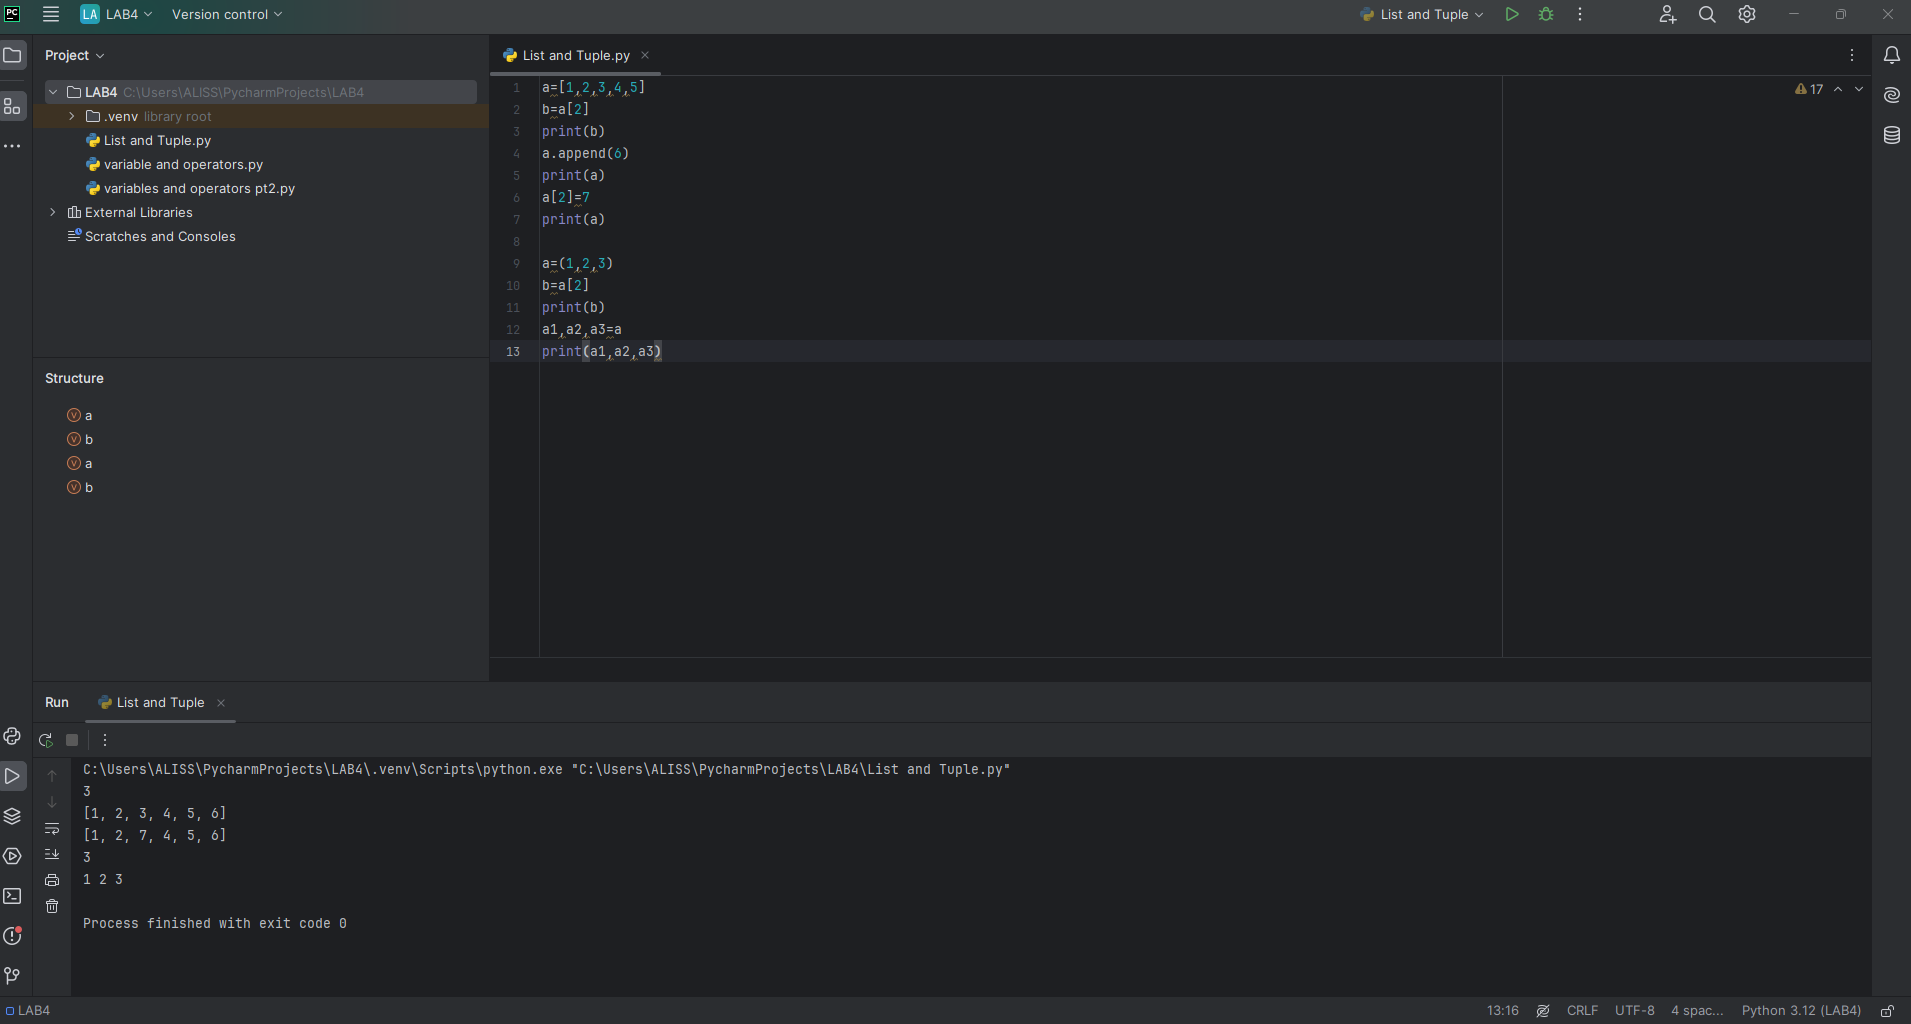 PC
LA LAB4 Version control
List and Tuple
Project
LAB4 C:\Users\ALISS\PycharmProjects\LAB4
.venv library root
List and Tuple.py
variable and operators.py
variables and operators pt2.py
External Libraries
Scratches and Consoles
Structure
V a
V b
V a
V b
List and Tuple.py
17
1 a=[1,2,3,4,5]
2 b=a[2]
3 print(b)
4 a.append(6)
5 print(a)
6 a[2]=7
7 print(a)
8
9 a=(1,2,3)
10 b=a[2]
11 print(b)
12 a1,a2,a3=a
13 print(a1,a2,a3)
Run List and Tuple
C:\Users\ALISS\PycharmProjects\LAB4\.venv\Scripts\python.exe "C:\Users\ALISS\PycharmProjects\LAB4\List and Tuple.py"
3
[1, 2, 3, 4, 5, 6]
[1, 2, 7, 4, 5, 6]
3
1 2 3
Process finished with exit code 0
LAB4
13:16 CRLF UTF-8 4 spac... Python 3.12 (LAB4)